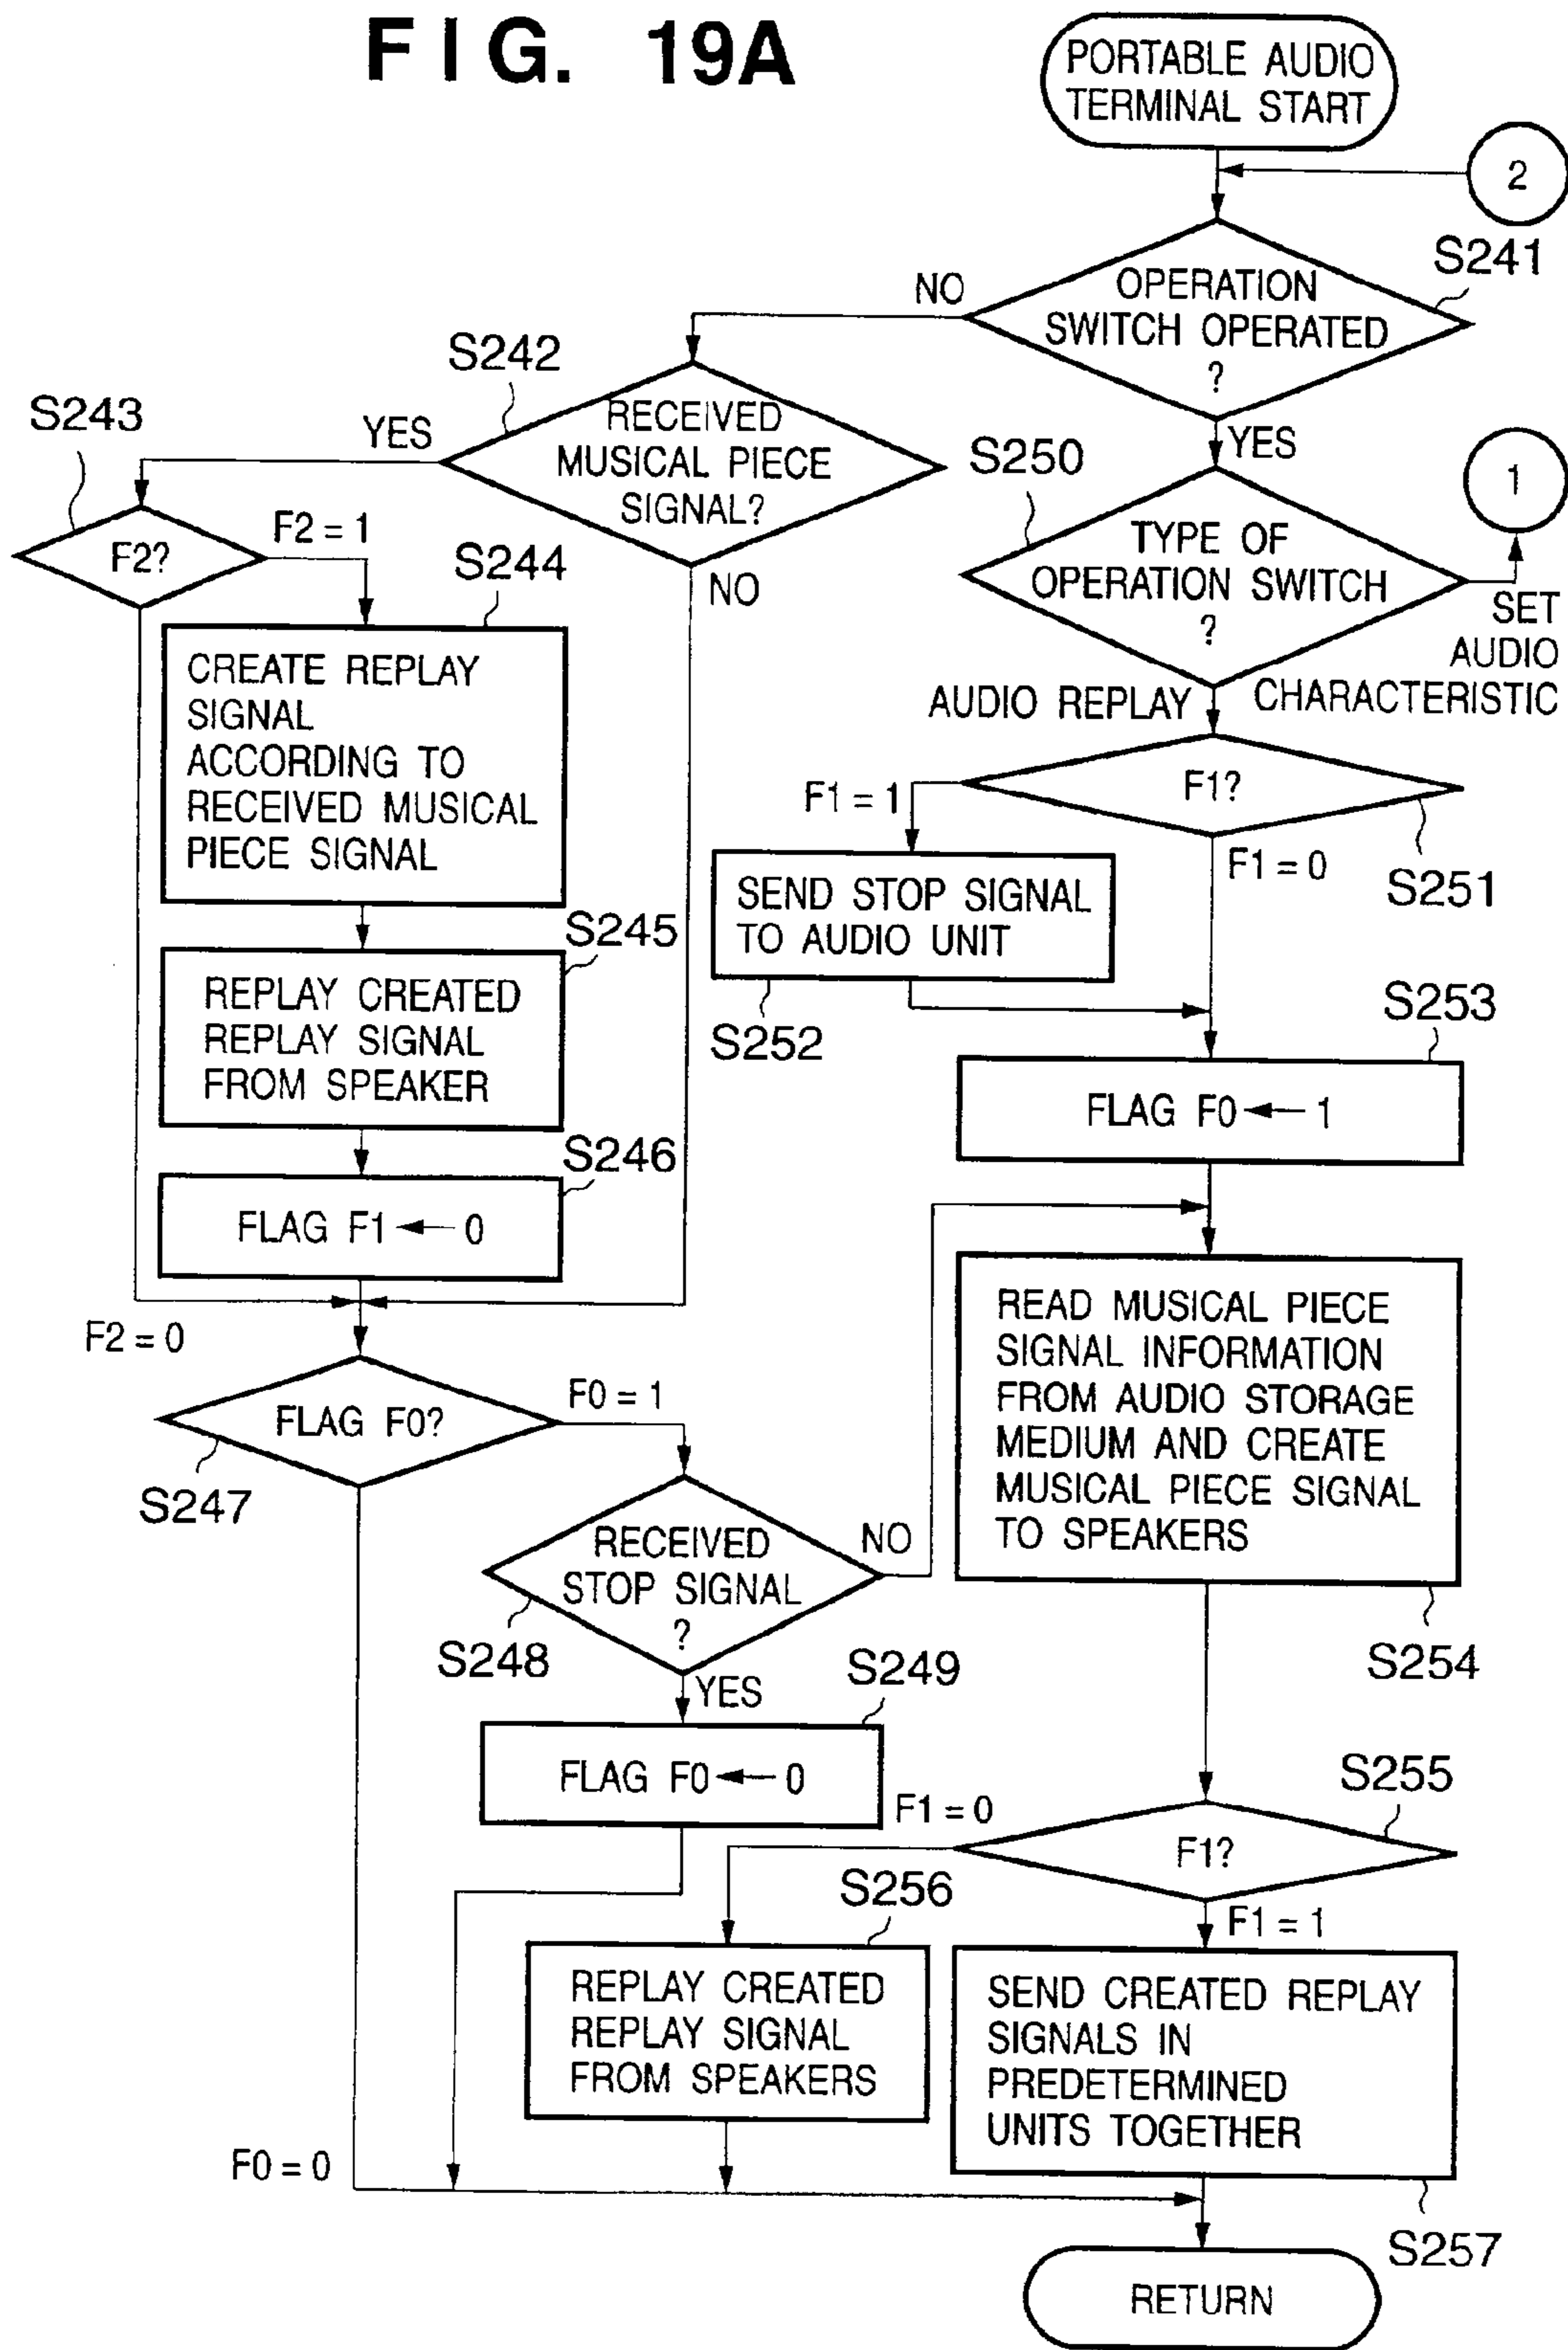 FIG. 19A
PORTABLE AUDIO
TERMINAL START
2
S241
OPERATION
SWITCH OPERATED
?
NO
YES
S242
RECEIVED
MUSICAL PIECE
SIGNAL?
YES
NO
S243
F2?
F2 = 1
S244
CREATE REPLAY
SIGNAL
ACCORDING TO
RECEIVED MUSICAL
PIECE SIGNAL
S245
REPLAY CREATED
REPLAY SIGNAL
FROM SPEAKER
S246
FLAG F1 ← 0
F2 = 0
FLAG F0?
F0 = 1
S247
RECEIVED
STOP SIGNAL
?
NO
S248
YES
S249
FLAG F0 ← 0
S250
TYPE OF
OPERATION SWITCH
?
1
SET
AUDIO
CHARACTERISTIC
AUDIO REPLAY
F1?
F1 = 1
F1 = 0
S251
SEND STOP SIGNAL
TO AUDIO UNIT
S252
S253
FLAG F0 ← 1
READ MUSICAL PIECE
SIGNAL INFORMATION
FROM AUDIO STORAGE
MEDIUM AND CREATE
MUSICAL PIECE SIGNAL
TO SPEAKERS
S254
S255
F1?
F1 = 0
F1 = 1
S256
REPLAY CREATED
REPLAY SIGNAL
FROM SPEAKERS
SEND CREATED REPLAY
SIGNALS IN
PREDETERMINED
UNITS TOGETHER
S257
F0 = 0
RETURN